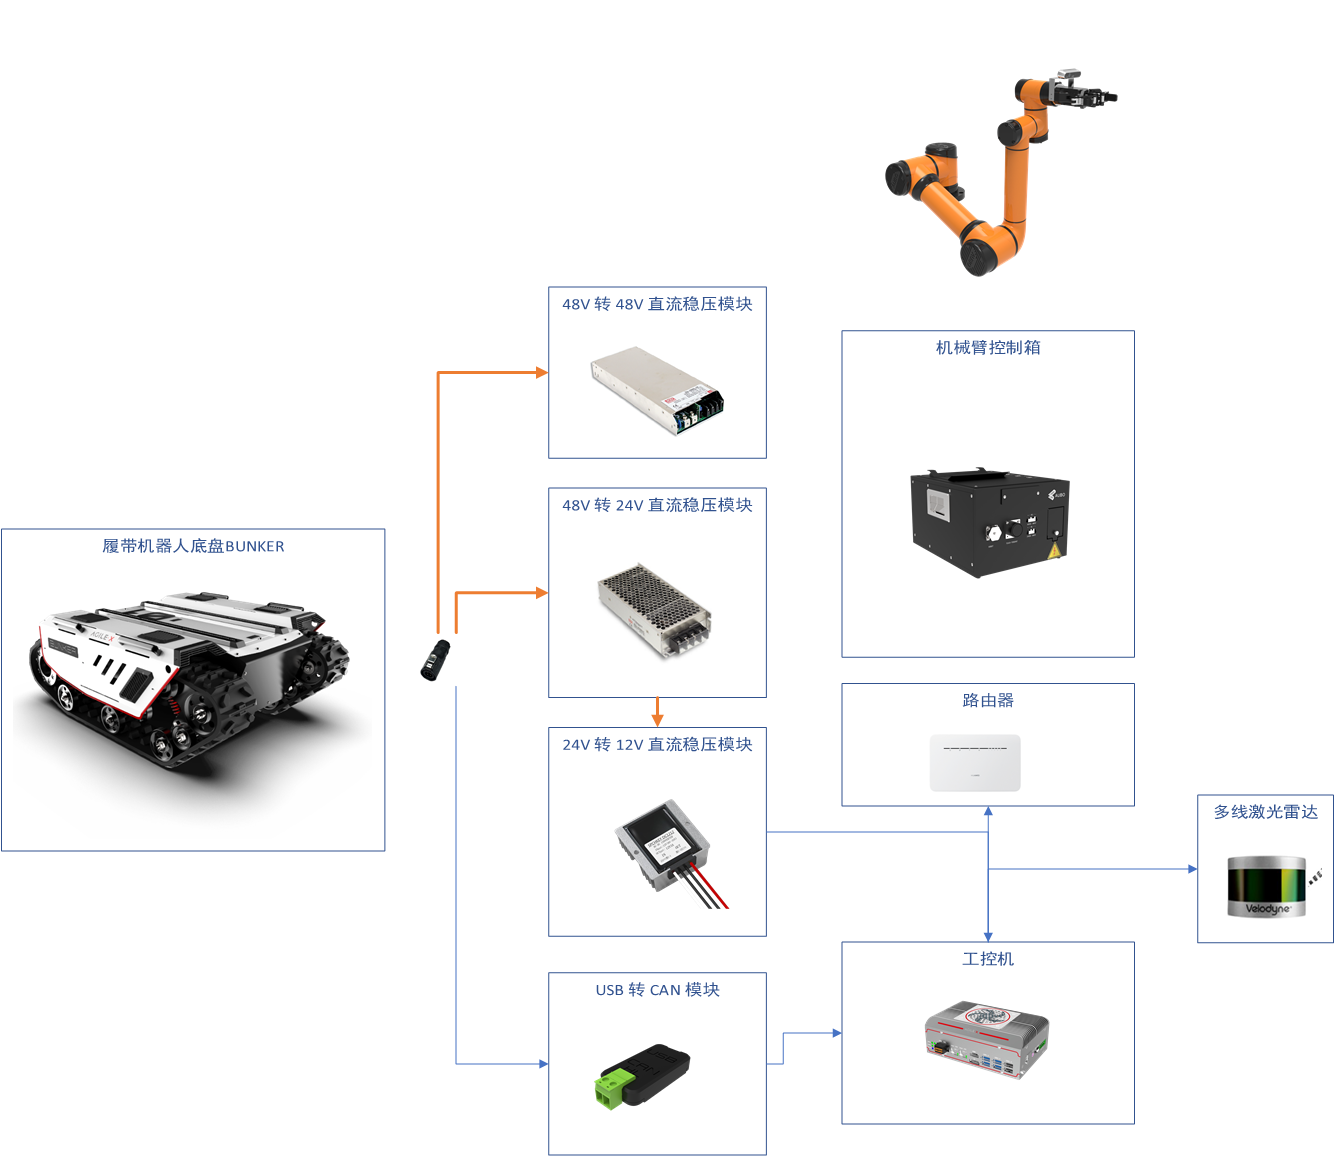 48V 转 48V 直流稳压模块
机械臂控制箱
AUBO
48V 转 24V 直流稳压模块
履带机器人底盘BUNKER
AGILE·X
路由器
24V 转 12V 直流稳压模块
多线激光雷达
Velodyne
工控机
USB 转 CAN 模块